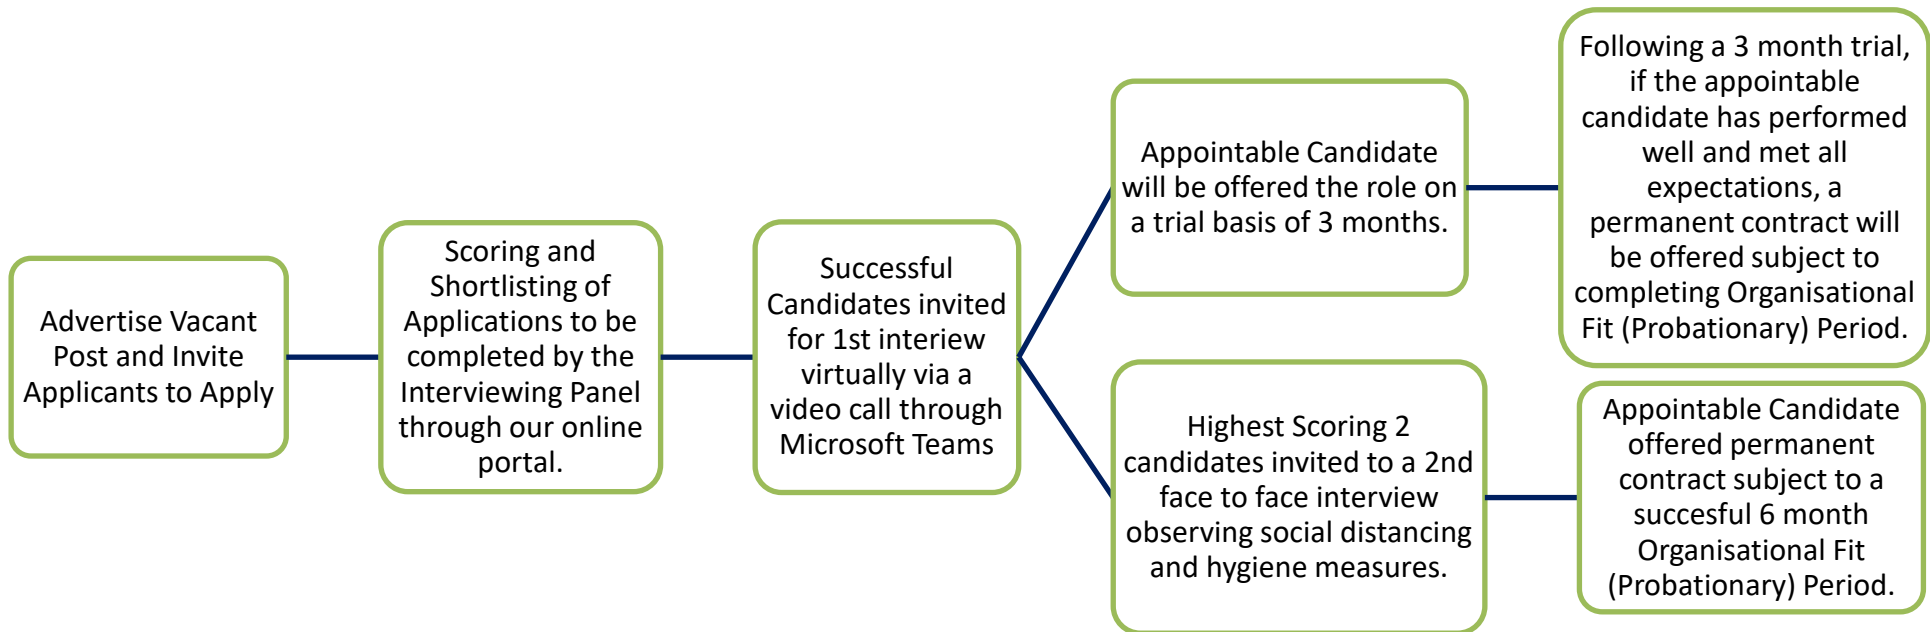 Advertise Vacant
Post and Invite
Applicants to Apply
Scoring and
Shortlisting of
Applications to be
completed by the
Interviewing Panel
through our online
portal.
Successful
Candidates invited
for 1st interiew
virtually via a
video call through
Microsoft Teams
Appointable Candidate
will be offered the role on
a trial basis of 3 months.
Following a 3 month trial,
if the appointable
candidate has performed
well and met all
expectations, a
permanent contract will
be offered subject to
completing Organisational
Fit (Probationary) Period.
Highest Scoring 2
candidates invited to a 2nd
face to face interview
observing social distancing
and hygiene measures.
Appointable Candidate
offered permanant
contract subject to a
succesful 6 month
Organisational Fit
(Probationary) Period.